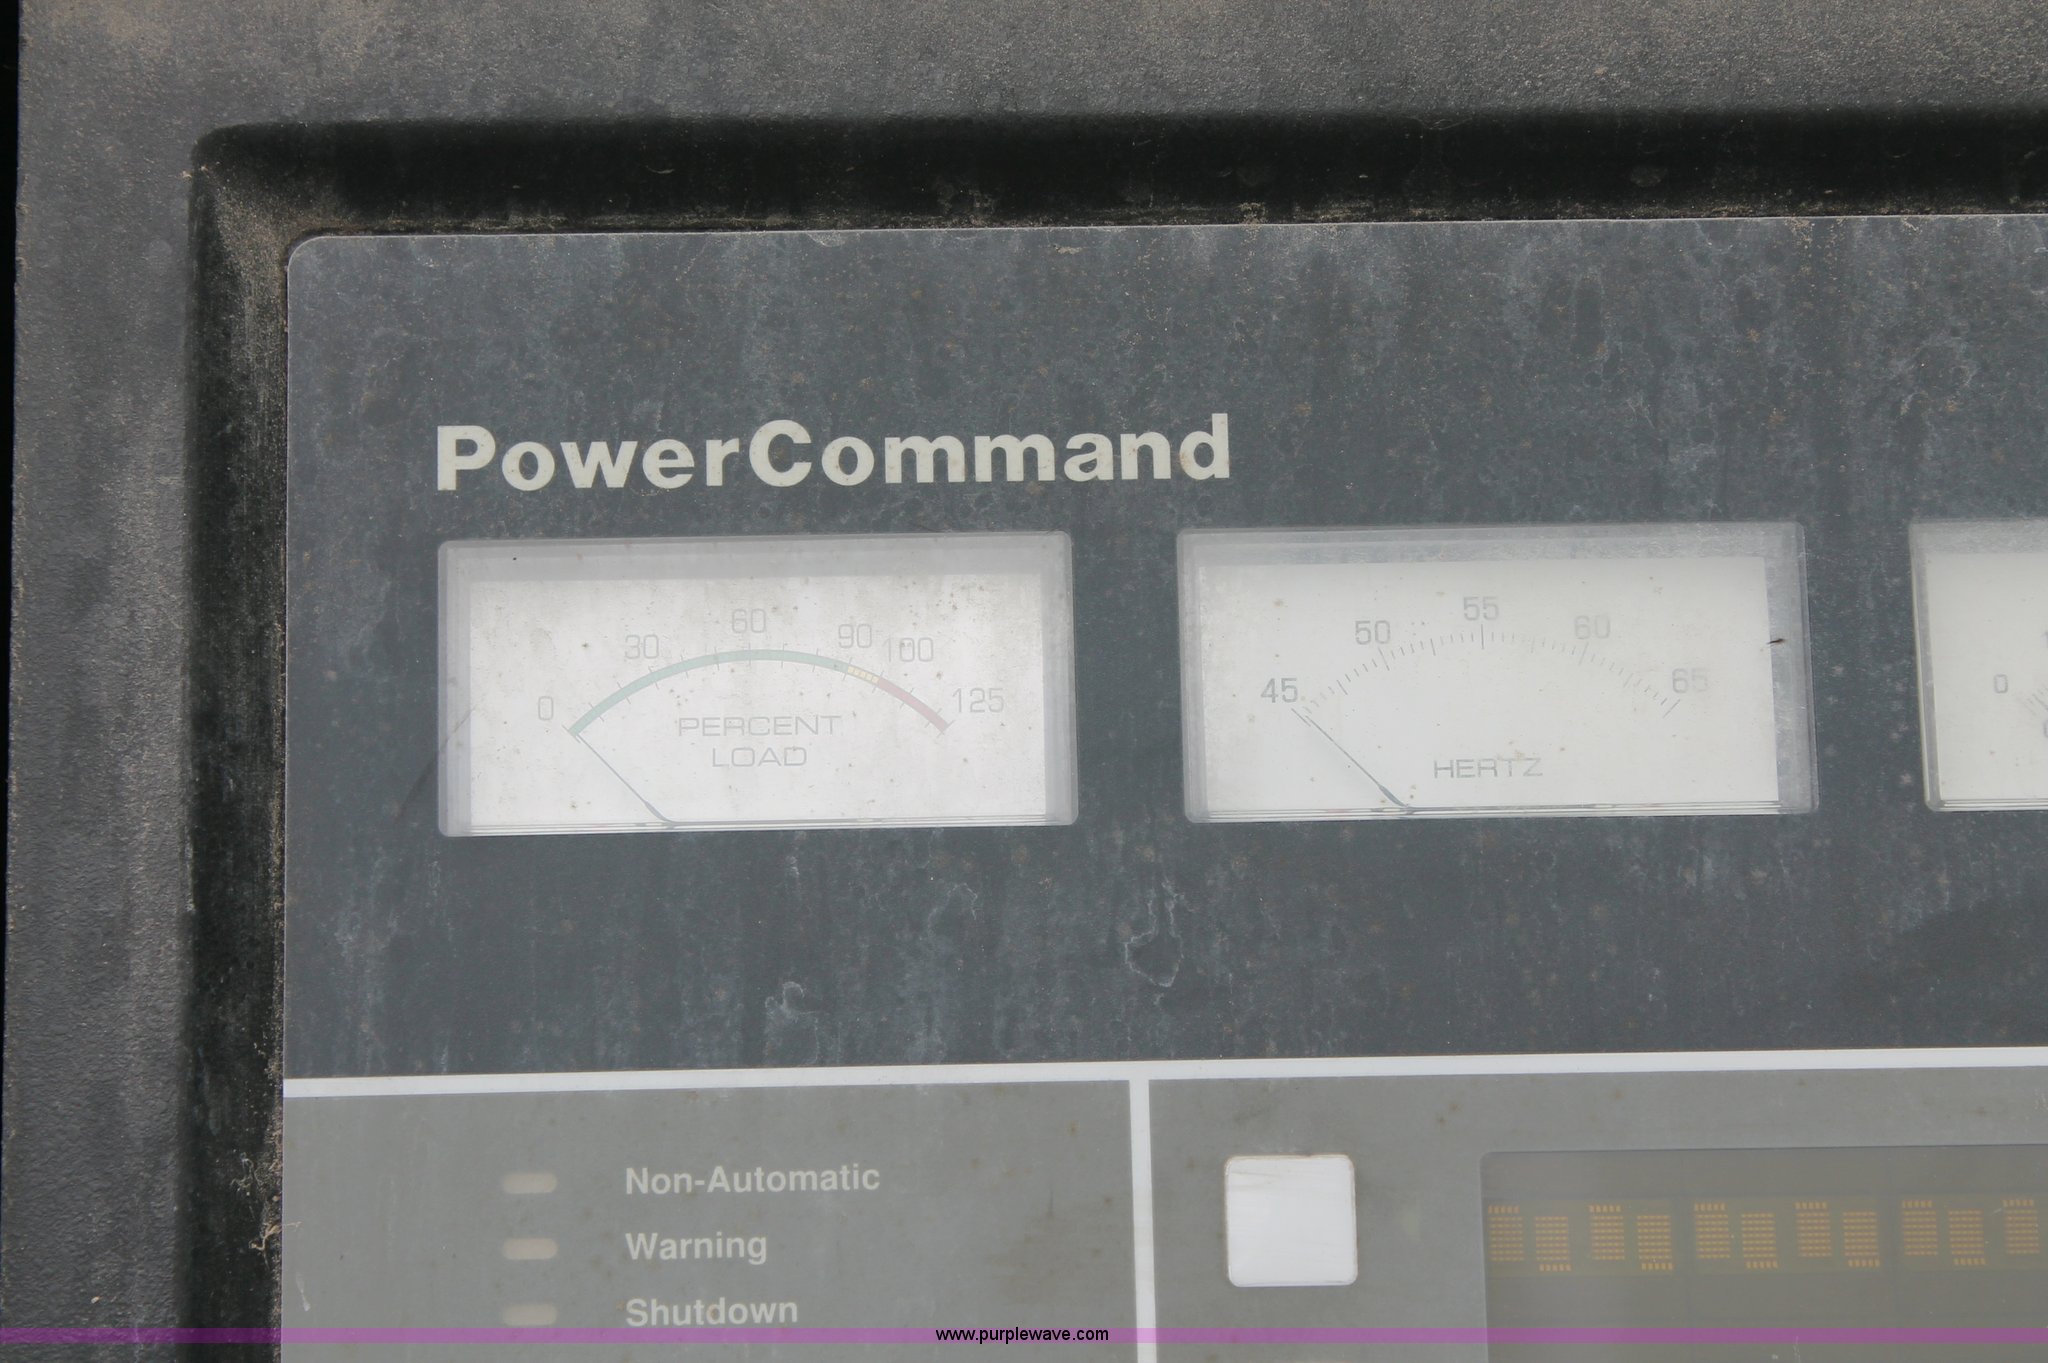 PowerCommand
0 30 60 90 100 125
PERCENT
LOAD
45 50 55 60 65
HERTZ
0
Non-Automatic
Warning
Shutdown
www.purplewave.com